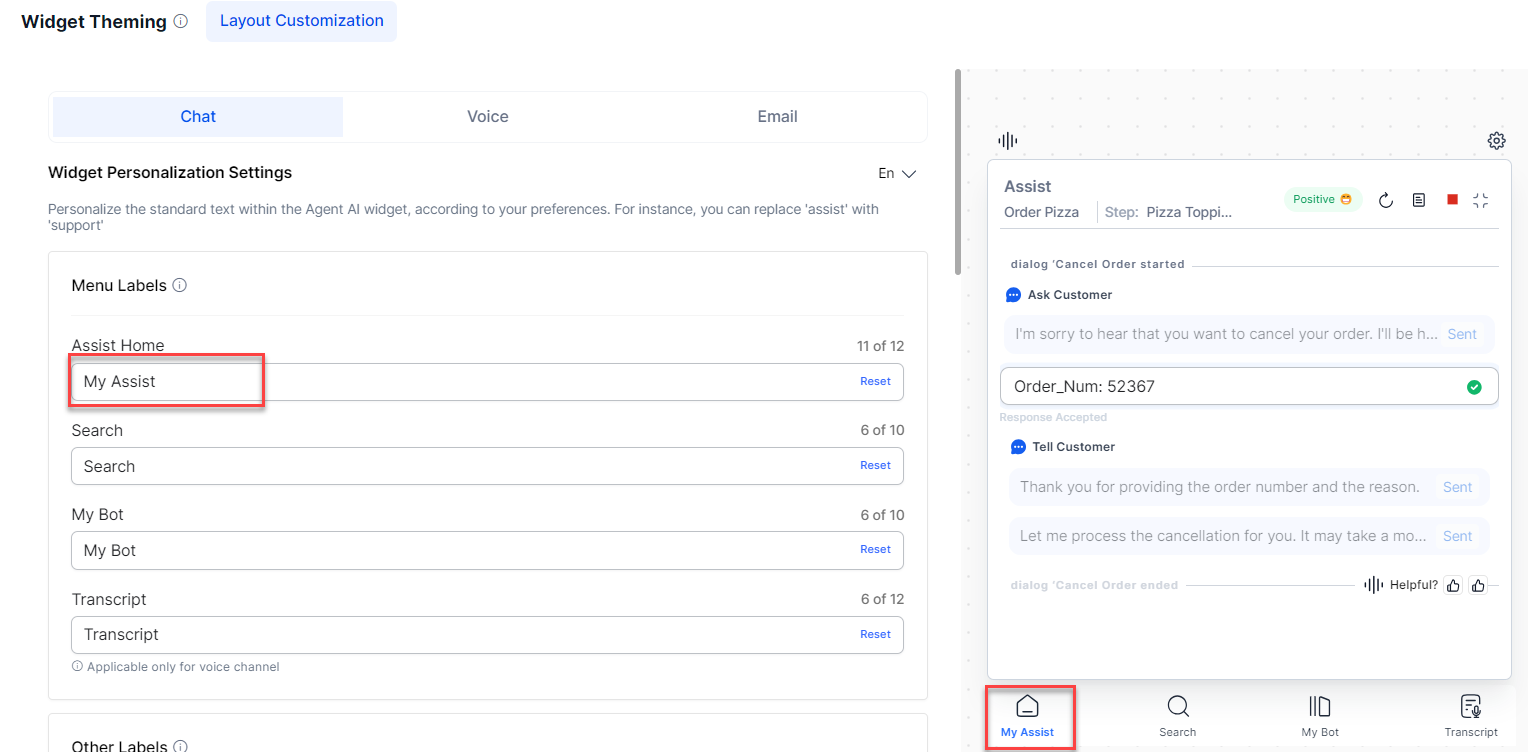 Widget Theming
Layout Customization
Chat
Voice
Email
Widget Personalization Settings
En
Personalize the standard text within the Agent AI widget, according to your preferences. For instance, you can replace 'assist' with
'support'
Menu Labels
Assist Home
11 of 12
My Assist
Reset
Search
6 of 10
Search
Reset
My Bot
6 of 10
My Bot
Reset
Transcript
6 of 12
Transcript
Reset
Applicable only for voice channel
Other Labels
Assist
Order Pizza
Step: Pizza Toppi...
Positive
dialog ‘Cancel Order started
Ask Customer
I'm sorry to hear that you want to cancel your order. I'll be h...
Sent
Order_Num: 52367
Response Accepted
Tell Customer
Thank you for providing the order number and the reason.
Sent
Let me process the cancellation for you. It may take a mo...
Sent
dialog ‘Cancel Order ended
Helpful?
My Assist
Search
My Bot
Transcript